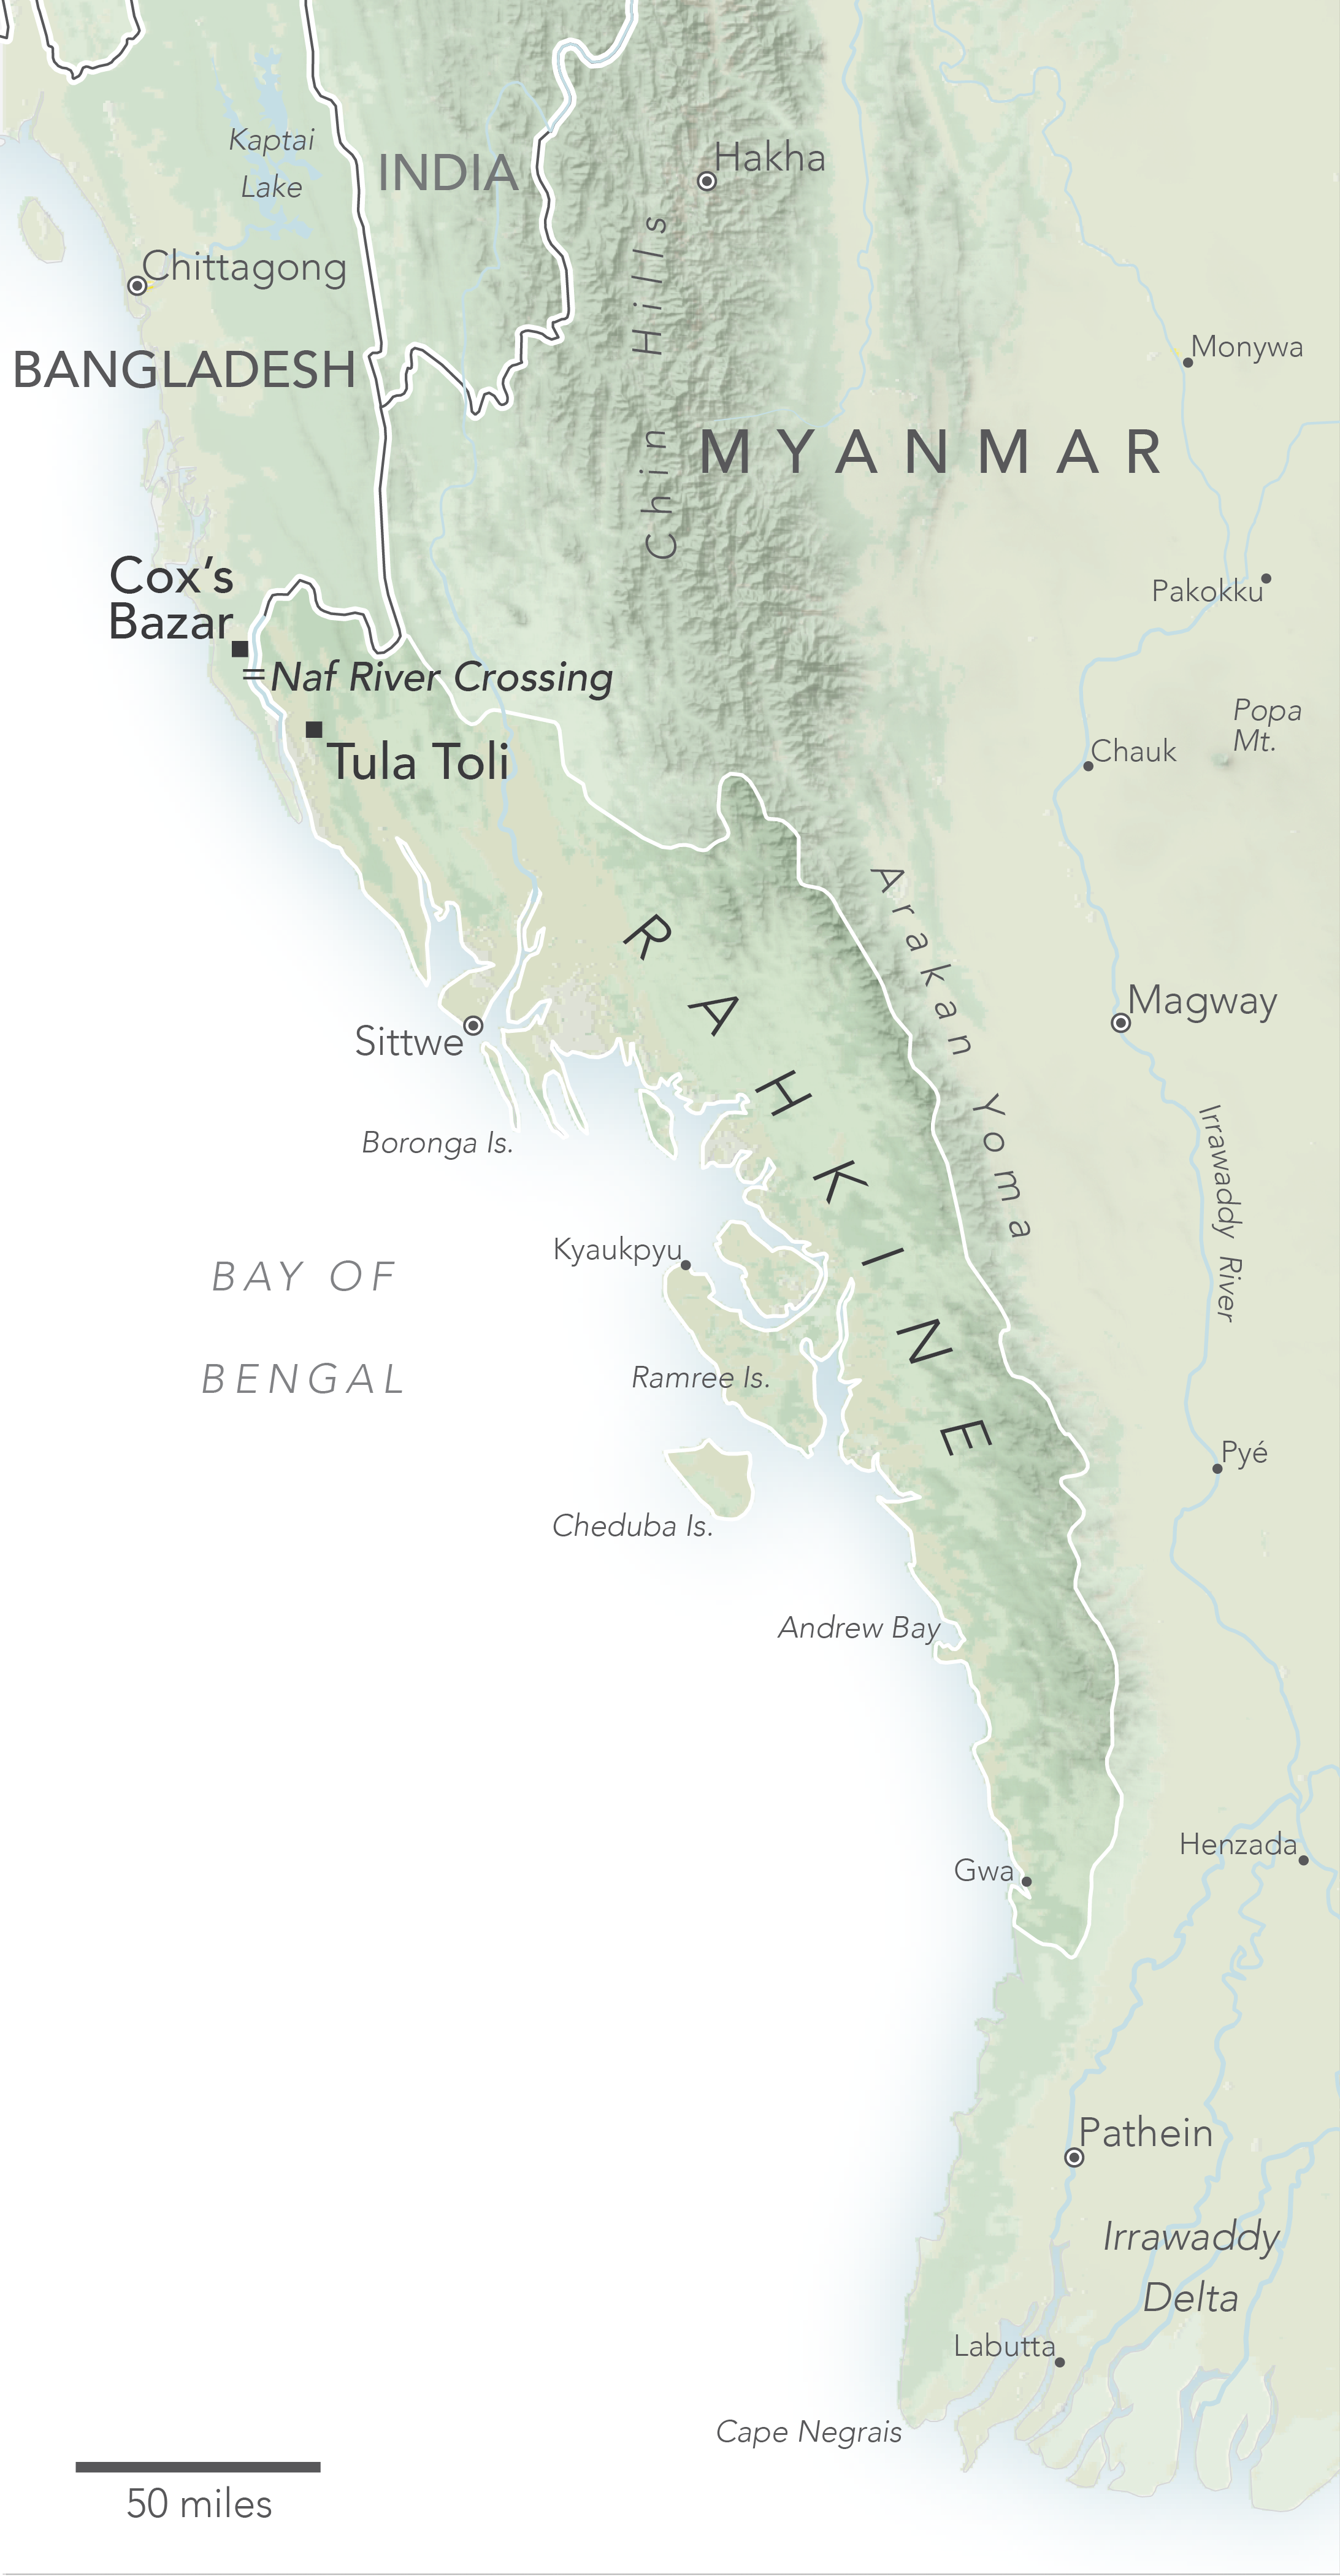 Kaptai
Lake
INDIA
Hakha
Chittagong
Chin Hills
BANGLADESH
Monywa
MYANMAR
Cox’s
Bazar
Pakokku
=Naf River Crossing
Popa
Mt.
Tula Toli
Chauk
Arakan Yoma
RAHKINE
Magway
Sittwe
Irrawaddy River
Boronga Is.
Kyaukpyu
BAY OF
BENGAL
Ramree Is.
Pyé
Cheduba Is.
Andrew Bay
Henzada
Gwa
Pathein
Irrawaddy
Delta
Labutta
Cape Negrais
50 miles